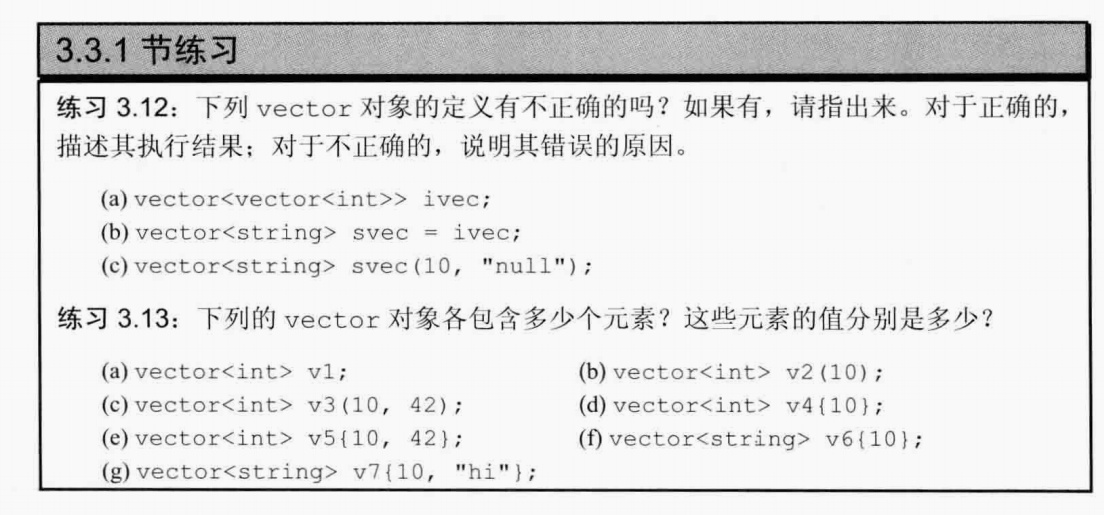 3.3.1 节练习
练习 3.12：下列 vector 对象的定义有不正确的吗？如果有，请指出来。对于正确的，
描述其执行结果；对于不正确的，说明其错误的原因。
(a) vector<vector<int>> ivec;
(b) vector<string> svec = ivec;
(c) vector<string> svec(10, "null");
练习 3.13：下列的 vector 对象各包含多少个元素？这些元素的值分别是多少？
(a) vector<int> v1; (b) vector<int> v2(10);
(c) vector<int> v3(10, 42); (d) vector<int> v4{10};
(e) vector<int> v5{10, 42}; (f) vector<string> v6{10};
(g) vector<string> v7{10, "hi"};